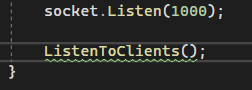 socket.Listen(1000);
ListenToClients();
}